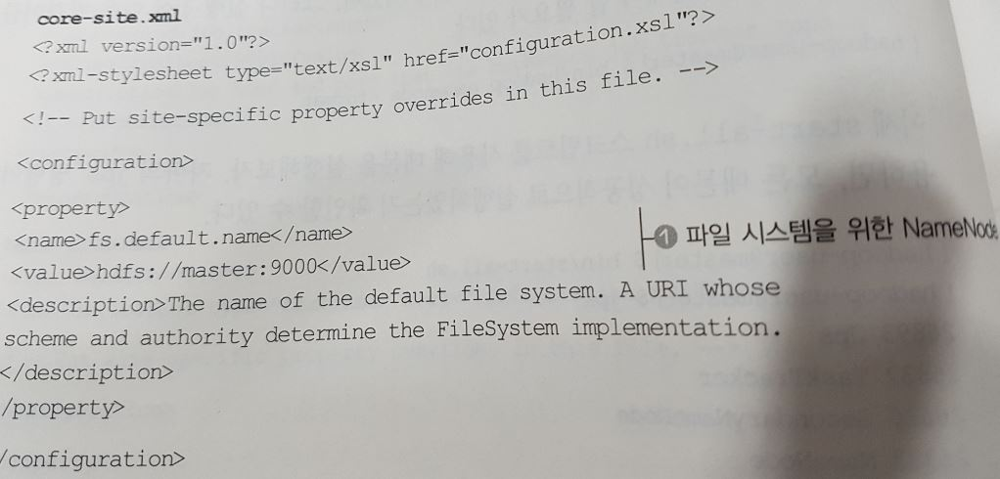 core-site.xml
<?xml version="1.0"?>
<?xml-stylesheet type="text/xsl" href="configuration.xsl"?>
<!-- Put site-specific property overrides in this file. -->
<configuration>
<property>
<name>fs.default.name</name>
❶ 파일 시스템을 위한 NameNode
<value>hdfs://master:9000</value>
<description>The name of the default file system. A URI whose
scheme and authority determine the FileSystem implementation.
</description>
/property>
/configuration>